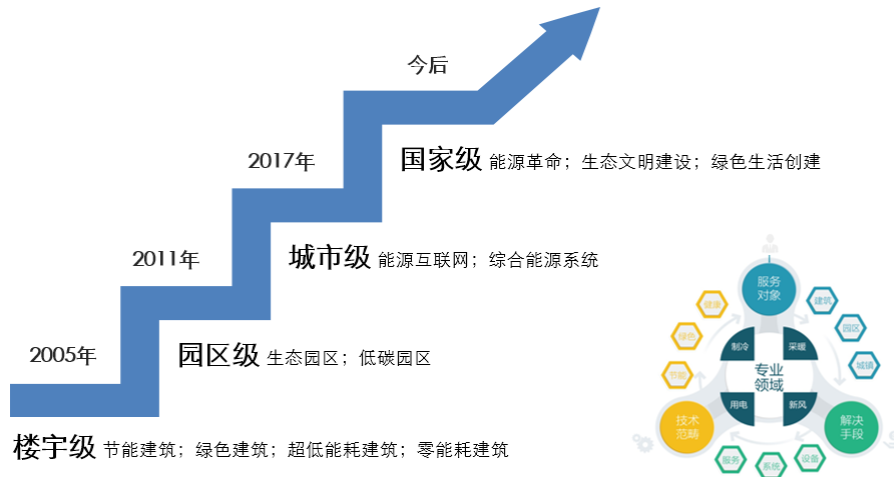 今后
2017年
国家级 能源革命；生态文明建设；绿色生活创建
2011年
城市级 能源互联网；综合能源系统
2005年
园区级 生态园区；低碳园区
楼宇级 节能建筑；绿色建筑；超低能耗建筑；零能耗建筑
服务
对象
健康
建筑
绿色
园区
制冷
采暖
节能
专业
领域
城镇
用电
新风
技术
范畴
解决
手段
服务
系统
设备